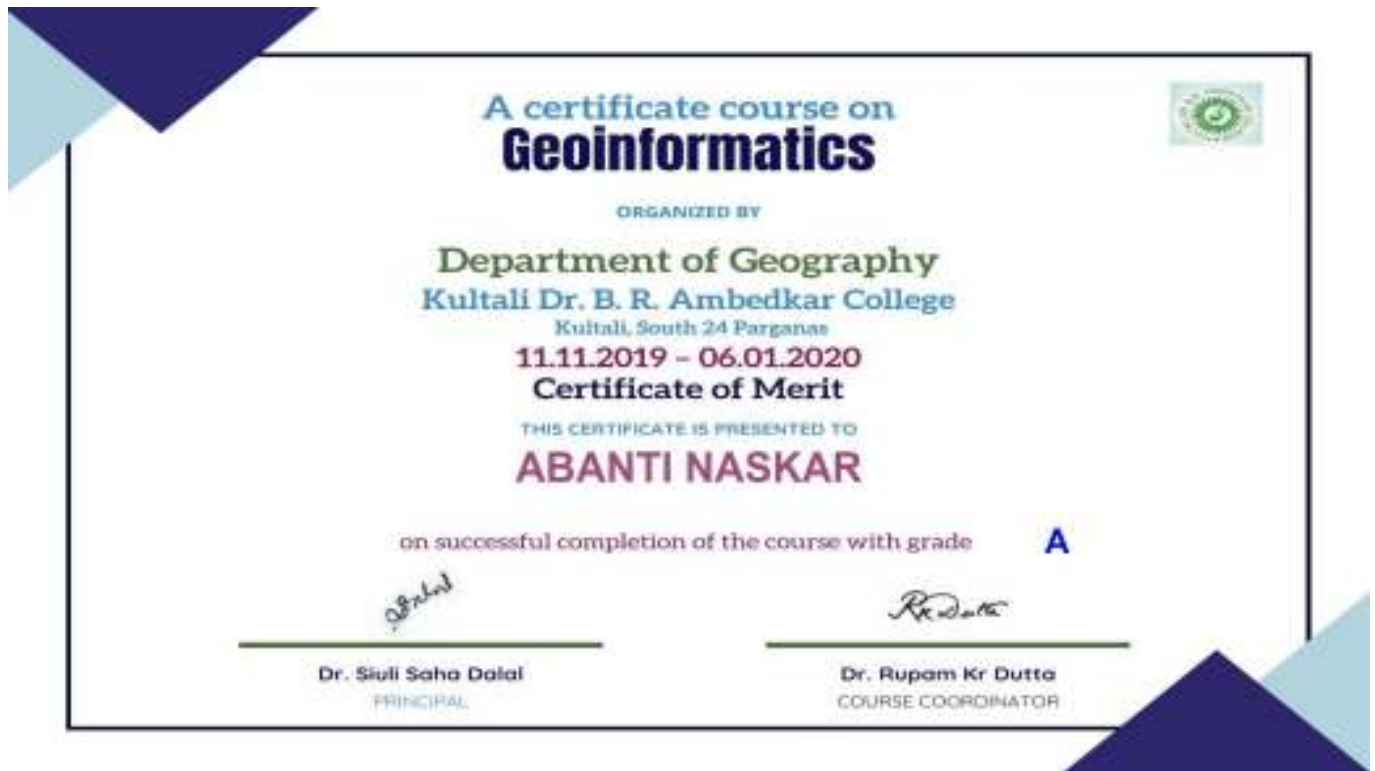 A certificate course on
Geoinformatics
ORGANIZED BY
Department of Geography
Kultali Dr. B. R. Ambedkar College
Kultali, South 24 Parganas
11.11.2019 – 06.01.2020
Certificate of Merit
THIS CERTIFICATE IS PRESENTED TO
ABANTI NASKAR
on successful completion of the course with grade A
RK Dutta
Dr. Siuli Saha Dalal
PRINCIPAL
Dr. Rupam Kr Dutta
COURSE COORDINATOR